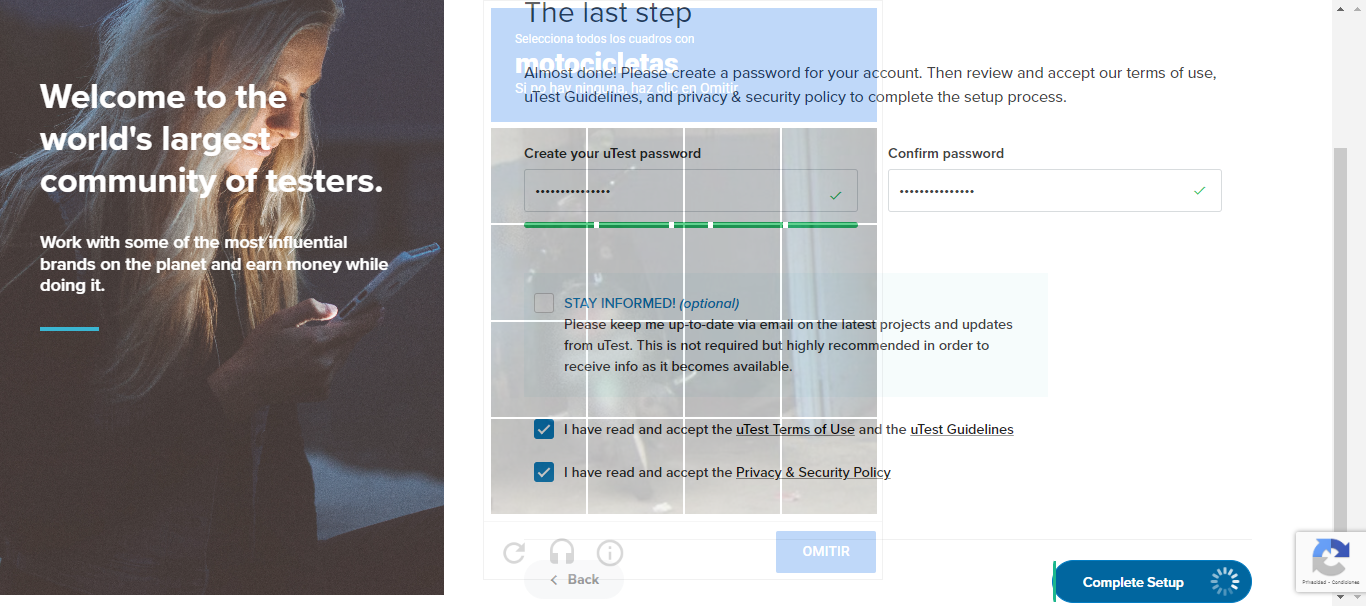 Welcome to the
world's largest
community of testers.
Work with some of the most influential
brands on the planet and earn money while
doing it.
The last step
Selecciona todos los cuadros con
motocicletas
Si no hay ninguna, haz clic en Omitir
Almost done! Please create a password for your account. Then review and accept our terms of use,
uTest Guidelines, and privacy & security policy to complete the setup process.
Create your uTest password
Confirm password
STAY INFORMED! (optional)
Please keep me up-to-date via email on the latest projects and updates
from uTest. This is not required but highly recommended in order to
receive info as it becomes available.
I have read and accept the uTest Terms of Use and the uTest Guidelines
I have read and accept the Privacy & Security Policy
OMITIR
Back
Complete Setup
Privacidad - Condiciones